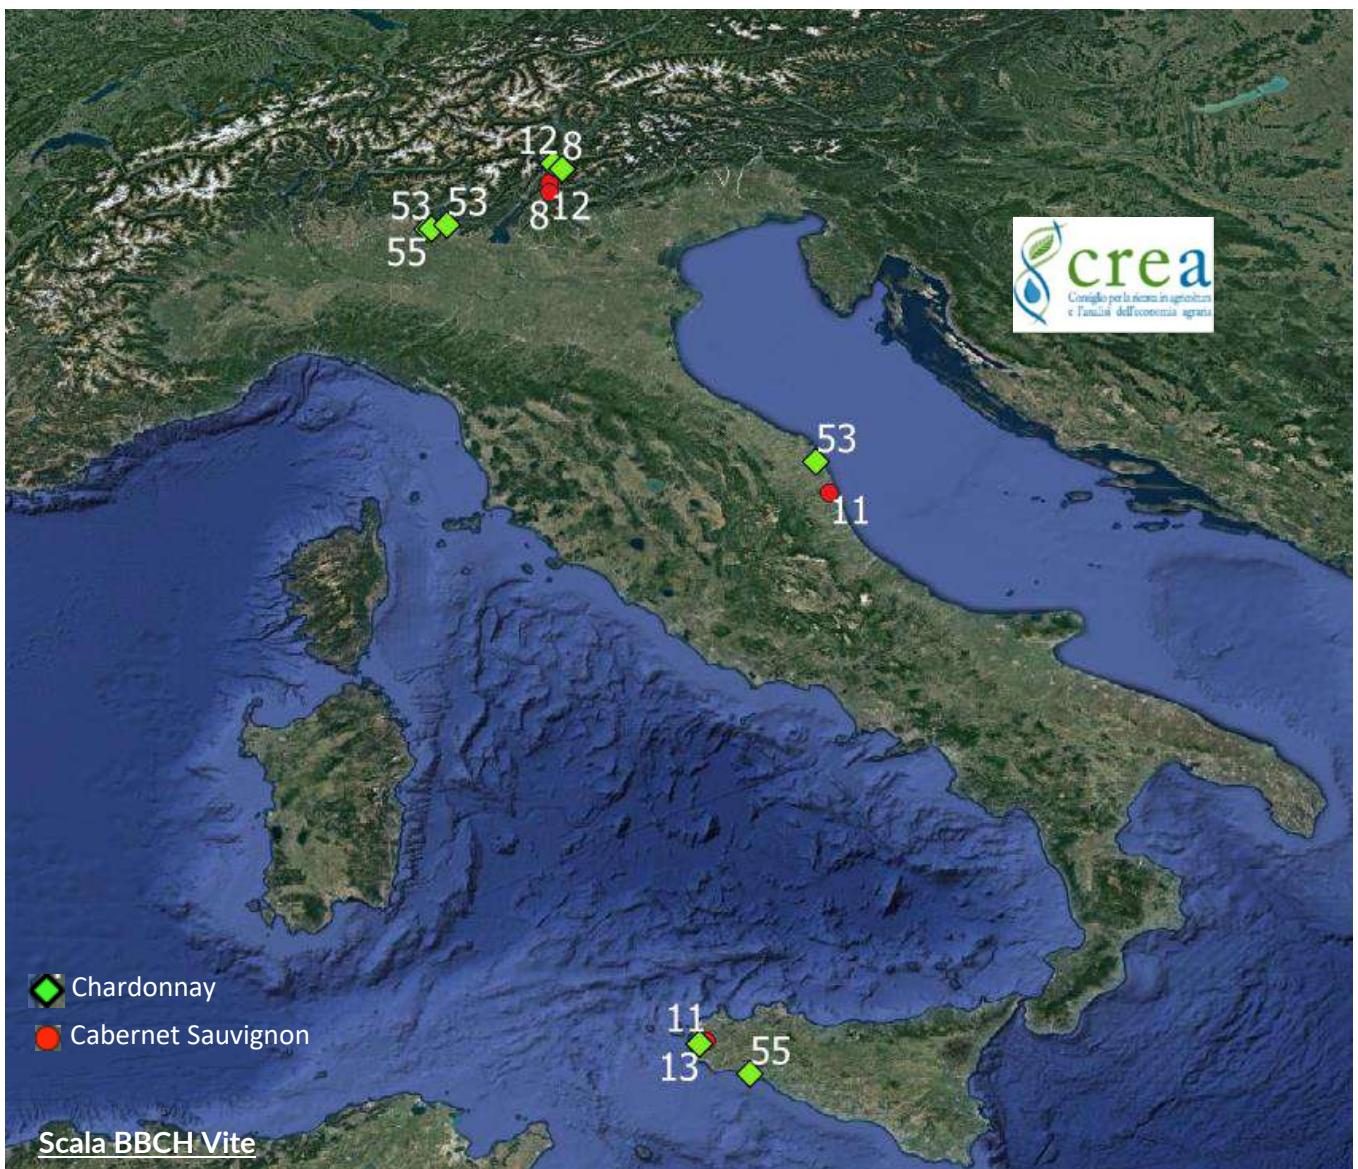 12 8
53 53
8 12
55
crea
Consiglio per la ricerca in agricoltura
e l'analisi dell'economia agraria
53
11
Chardonnay
Cabernet Sauvignon
11
13
55
Scala BBCH Vite